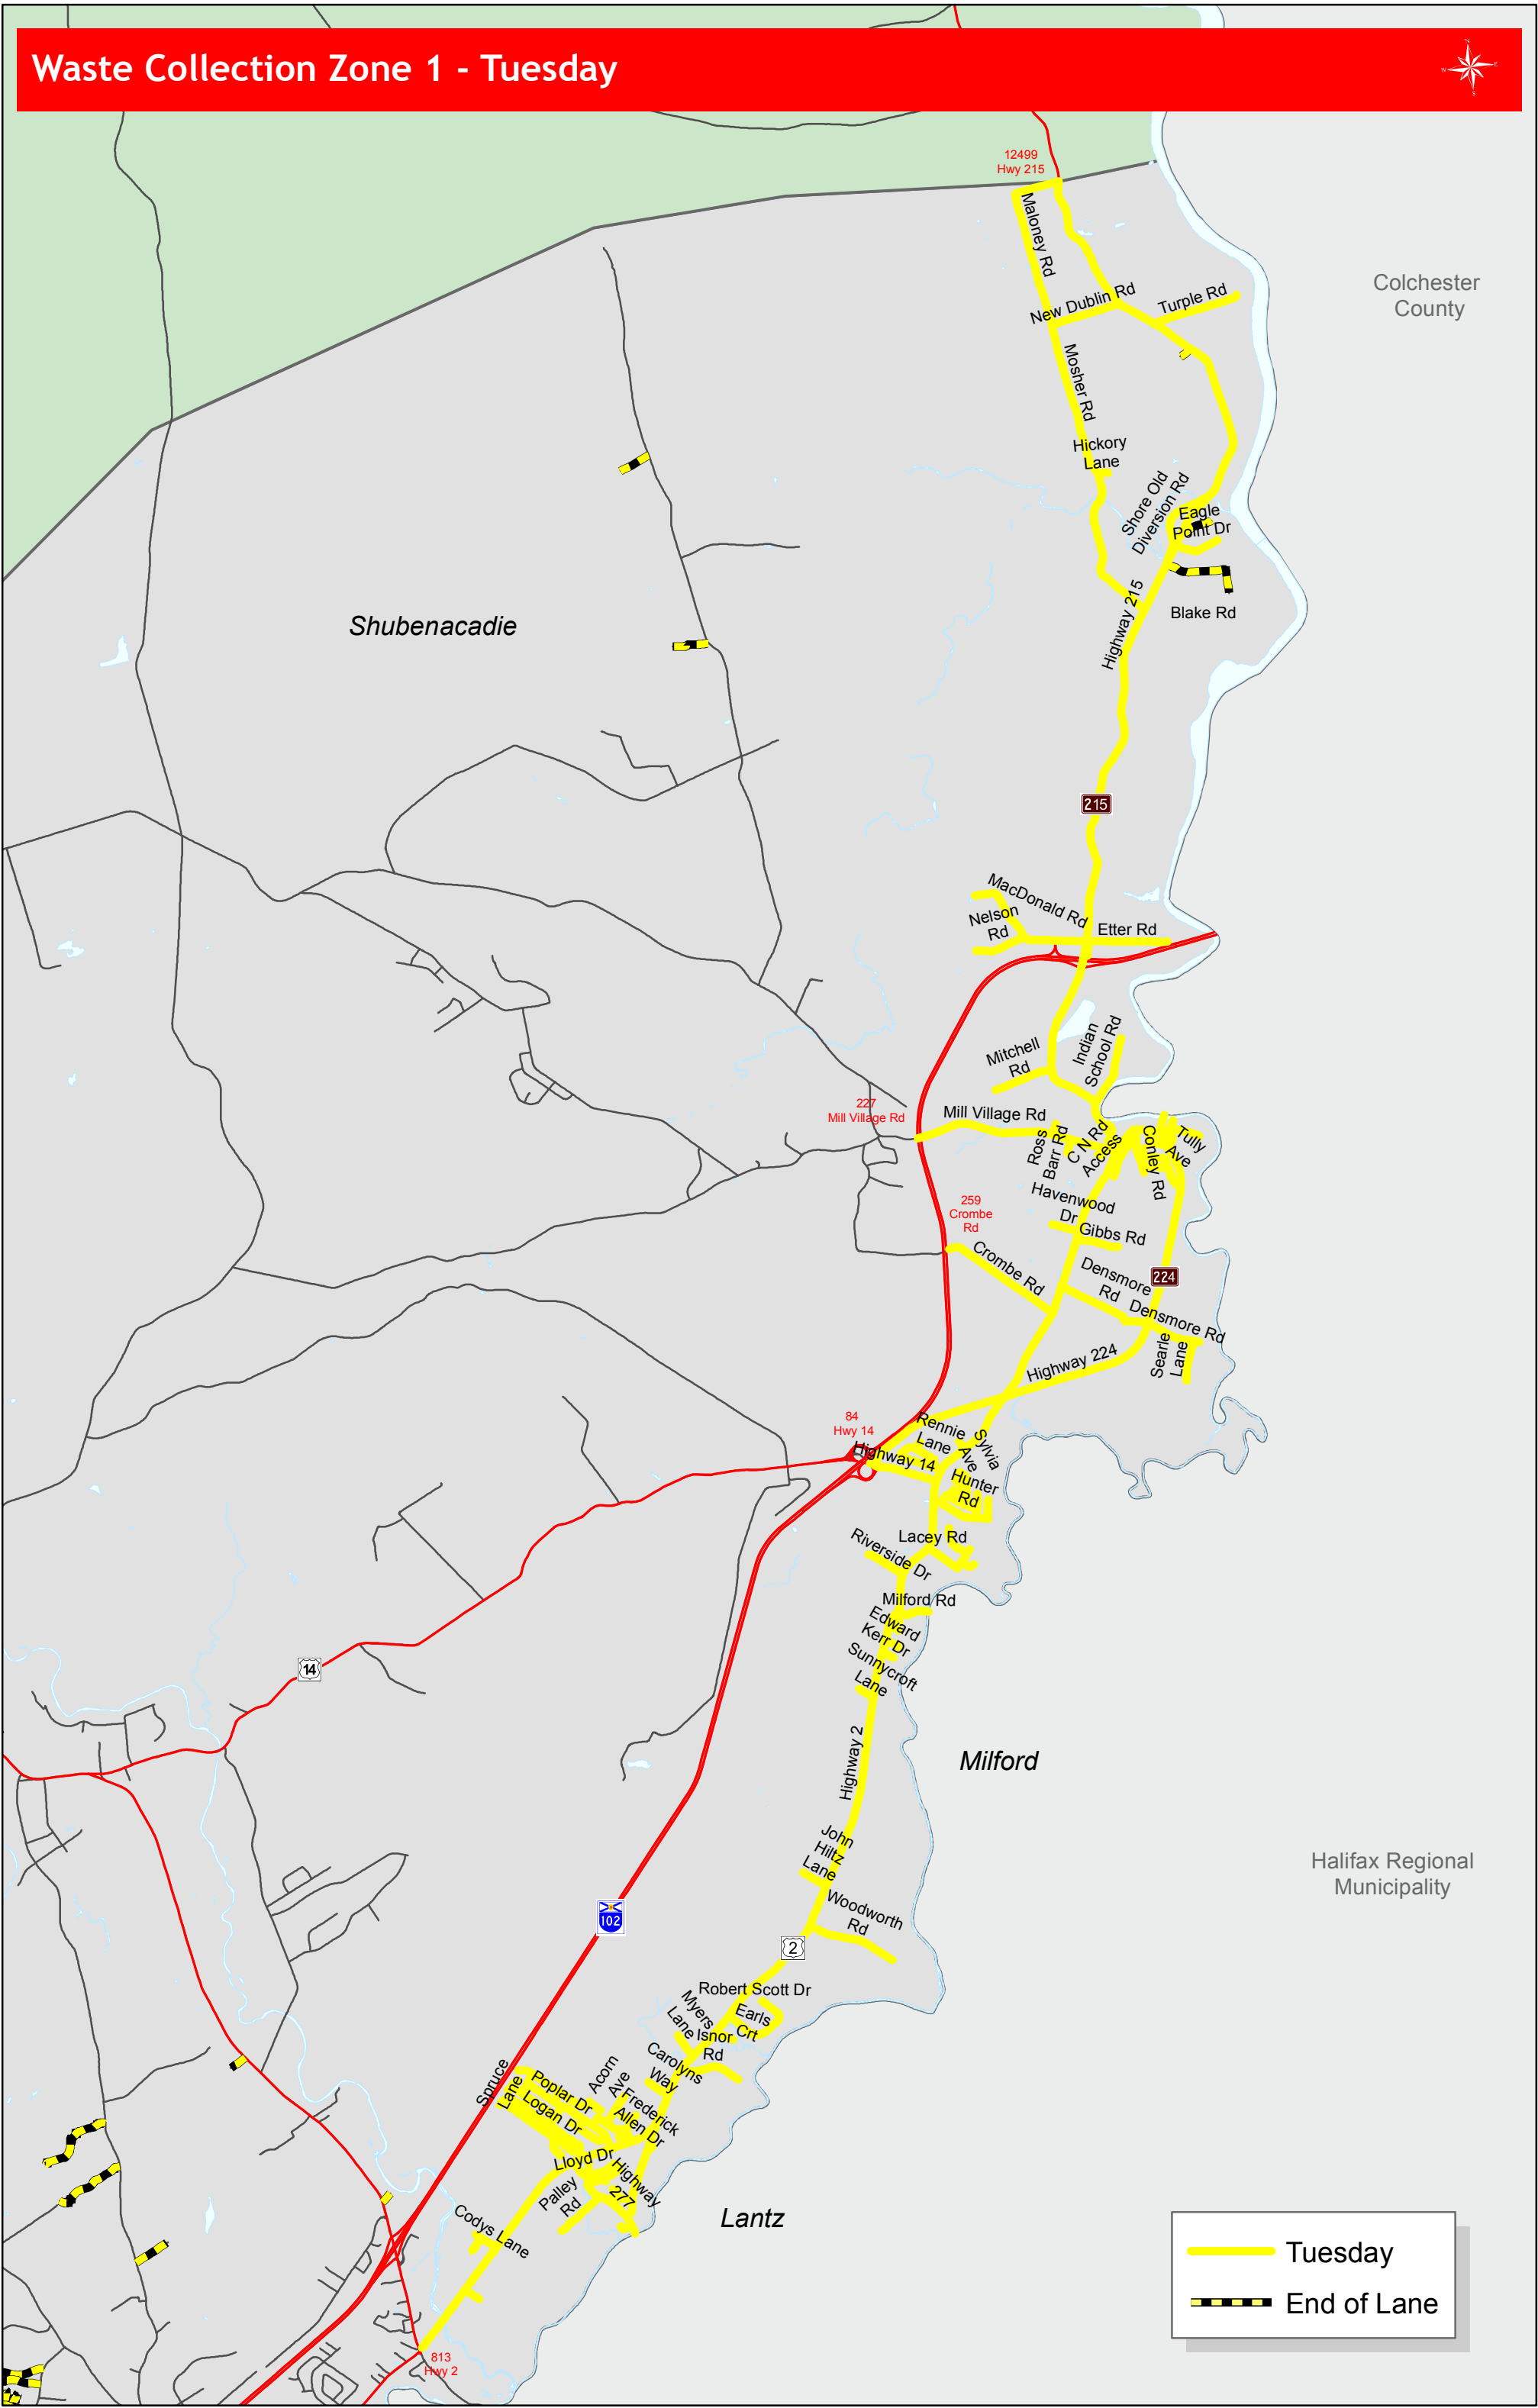 Waste Collection Zone 1 - Tuesday
N
W
E
S
12499
Hwy 215
Maloney Rd
Colchester
County
New Dublin Rd
Turple Rd
Mosher Rd
Hickory
Lane
Shore Old
Diversion Rd
Eagle
Point Dr
Blake Rd
Shubenacadie
Highway 215
215
MacDonald Rd
Nelson
Rd
Etter Rd
Mitchell
Rd
Indian
School Rd
227
Mill Village Rd
Mill Village Rd
Ross
Barr Rd
C N Rd
Access
Conley Rd
Tully
Ave
259
Crombe
Rd
Havenwood
Dr
Gibbs Rd
Crombe Rd
Densmore
Rd
224
Densmore Rd
Searle
Lane
Highway 224
84
Hwy 14
Rennie
Lane
Sylvia
Ave
Highway 14
Hunter
Rd
Lacey Rd
Riverside Dr
Milford Rd
Edward
Kerr Dr
Sunnycroft
Lane
14
Highway 2
Milford
John
Hiltz
Lane
Halifax Regional
Municipality
102
Woodworth
Rd
2
Robert Scott Dr
Myers
Lane
Earls
Crt
Isnor
Rd
Carolyns
Way
Spruce
Lane
Poplar Dr
Acorn
Ave
Logan Dr
Frederick
Allen Dr
Lloyd Dr
Highway
277
Palley
Rd
Codys Lane
Lantz
813
Hwy 2
Tuesday
End of Lane